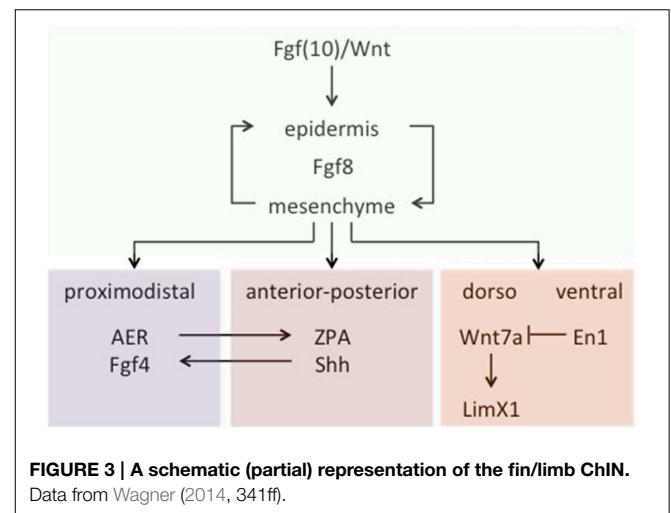 Fgf(10)/Wnt
epidermis
Fgf8
mesenchyme
proximodistal
AER
Fgf4
anterior-posterior
ZPA
Shh
dorso ventral
Wnt7a En1
LimX1
FIGURE 3 | A schematic (partial) representation of the fin/limb ChIN.
Data from Wagner (2014, 341ff).